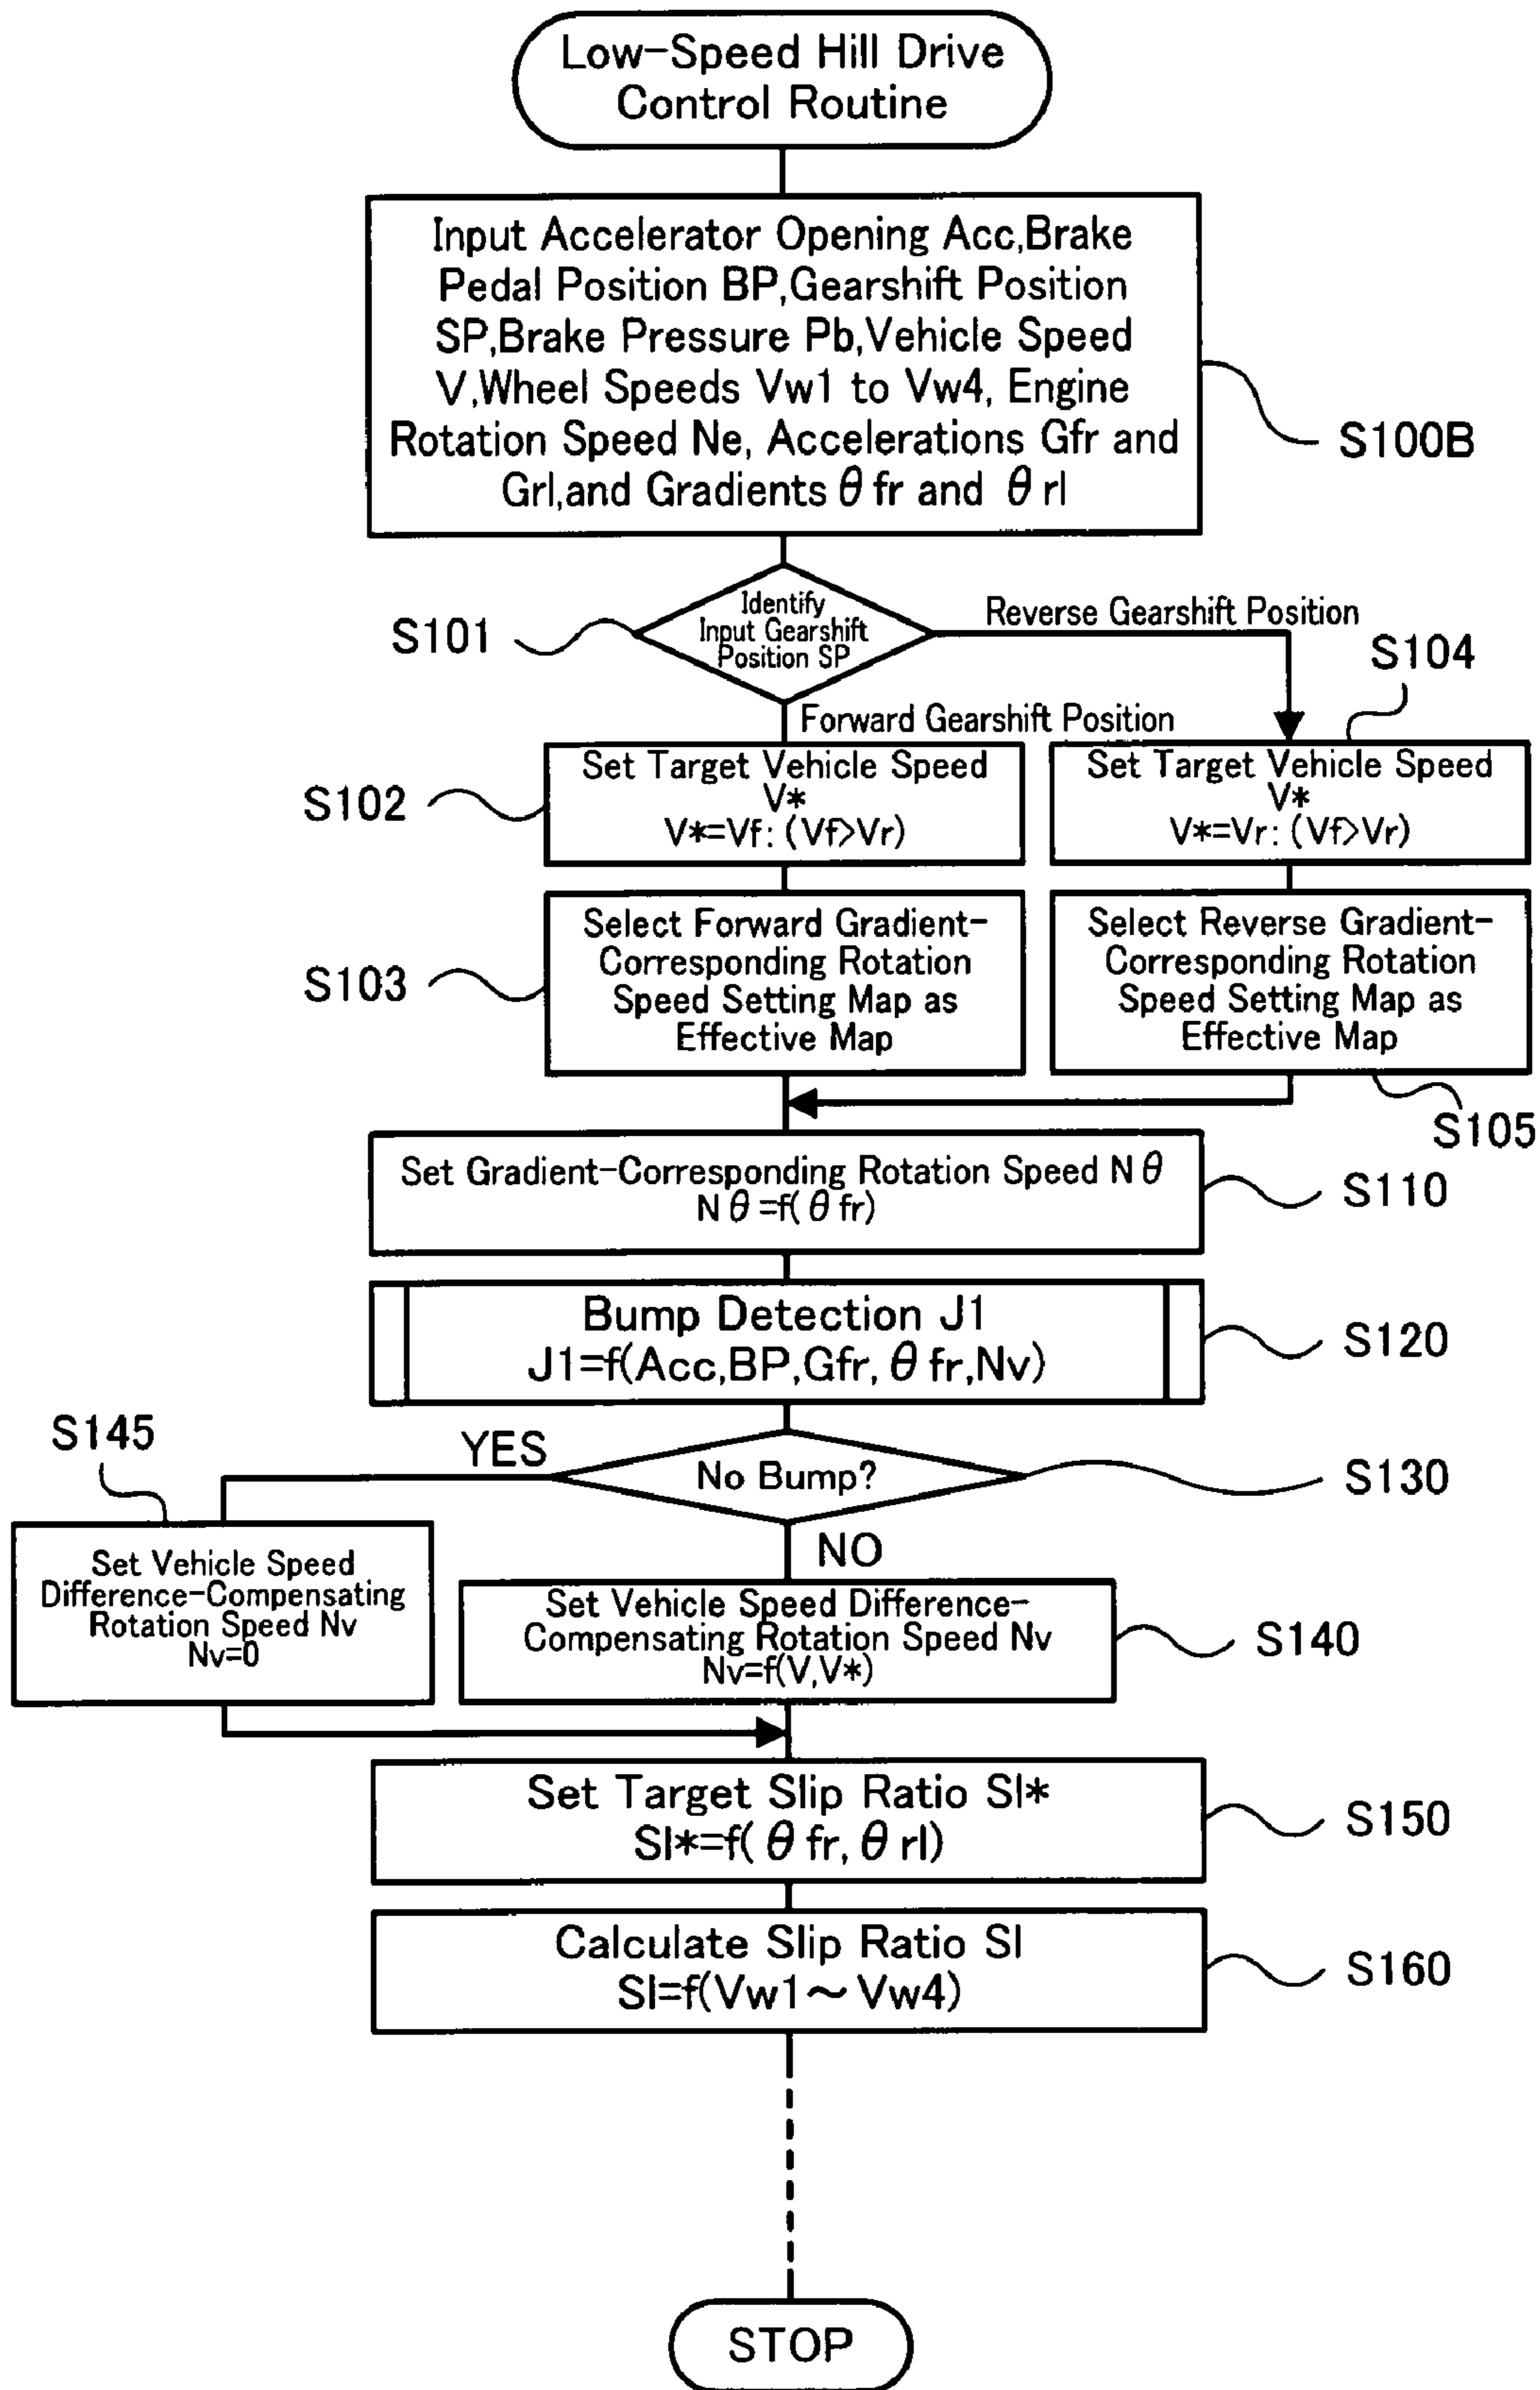 Low-Speed Hill Drive
Control Routine
Input Accelerator Opening Acc,Brake
Pedal Position BP,Gearshift Position
SP,Brake Pressure Pb,Vehicle Speed
V,Wheel Speeds Vw1 to Vw4, Engine
Rotation Speed Ne, Accelerations Gfr and
Grl,and Gradients θ fr and θ rl
S100B
Identify
Input Gearshift
Position SP
S101
Reverse Gearshift Position
S104
Forward Gearshift Position
Set Target Vehicle Speed
V*
V*=Vf: (Vf>Vr)
S102
Set Target Vehicle Speed
V*
V*=Vr: (Vf>Vr)
Select Forward Gradient-
Corresponding Rotation
Speed Setting Map as
Effective Map
S103
Select Reverse Gradient-
Corresponding Rotation
Speed Setting Map as
Effective Map
S105
Set Gradient-Corresponding Rotation Speed N θ
N θ =f( θ fr)
S110
Bump Detection J1
J1=f(Acc,BP,Gfr, θ fr,Nv)
S120
S145
YES
No Bump?
S130
NO
Set Vehicle Speed
Difference-Compensating
Rotation Speed Nv
Nv=0
Set Vehicle Speed Difference-
Compensating Rotation Speed Nv
Nv=f(V,V*)
S140
Set Target Slip Ratio Sl*
Sl*=f( θ fr, θ rl)
S150
Calculate Slip Ratio Sl
Sl=f(Vw1～Vw4)
S160
STOP